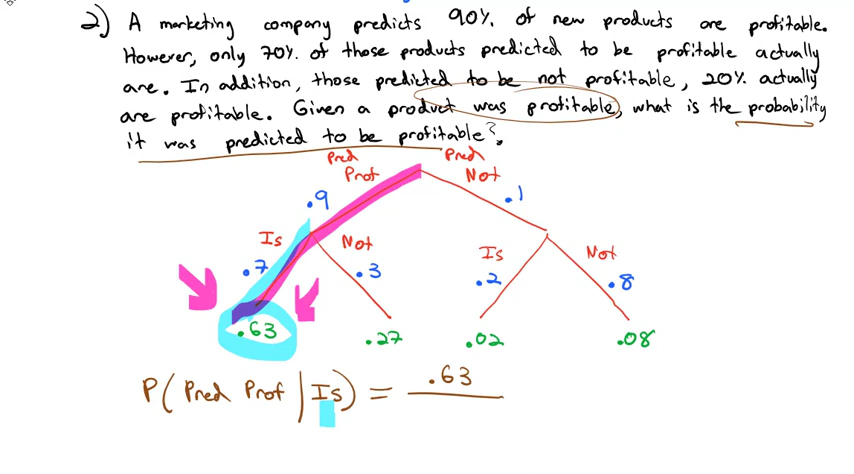 2) A marketing company predicts 90% of new products are profitable.
However, only 70% of those products predicted to be profitable actually
are. In addition, those predicted to be not profitable, 20% actually
are profitable. Given a product was profitable, what is the probability
it was predicted to be profitable?
Pred Pred
Prof Not
.9 .1
Is Not Is Not
.7 .3 .2 .8
.63 .27 .02 .08
P(Pred Prof | Is) = .63